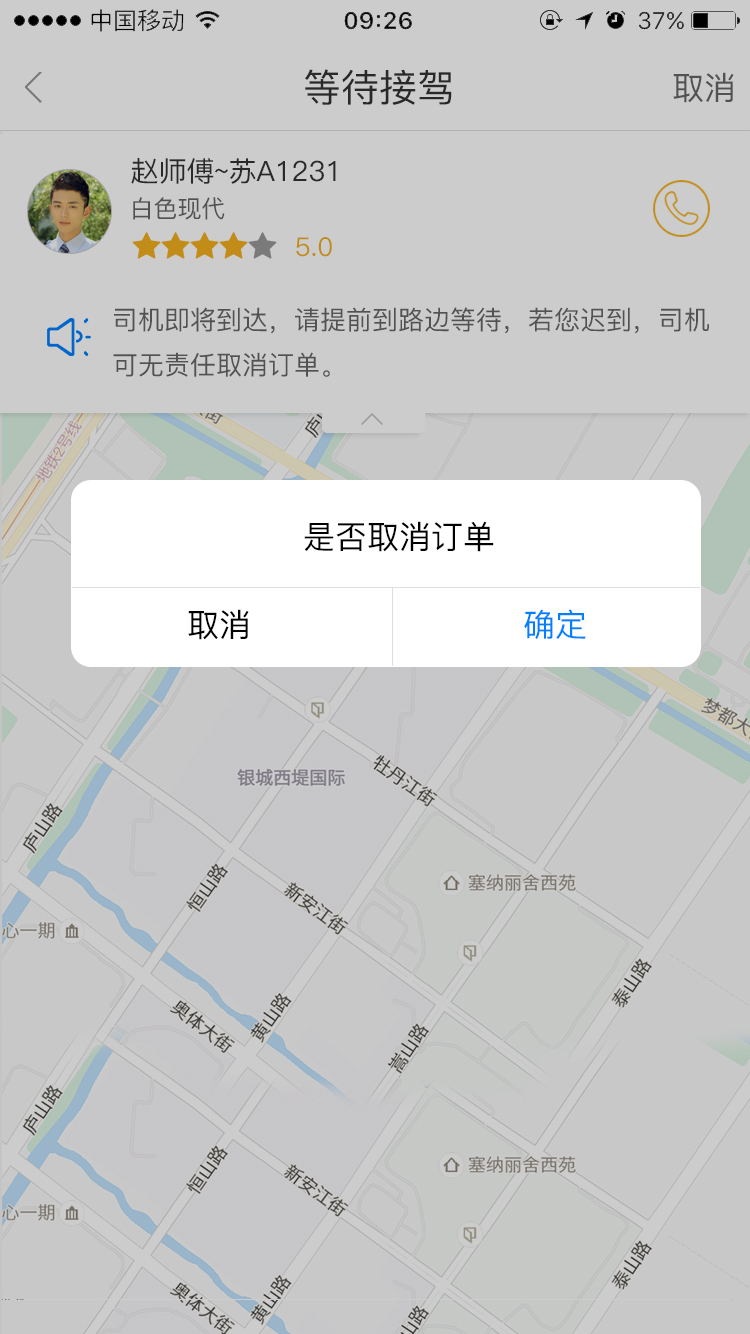 中国移动
09:26
37%
等待接驾
取消
赵师傅~苏A1231
白色现代
5.0
司机即将到达，请提前到路边等待，若您迟到，司机
可无责任取消订单。
地铁2号线
街
庐
是否取消订单
取消
确定
梦都大
银城西堤国际
牡丹江街
庐山路
恒山路
塞纳丽舍西苑
新安江街
心一期
泰山路
奥体大街
黄山路
嵩山路
庐山路
恒山路
塞纳丽舍西苑
新安江街
心一期
泰山路
奥体大街
黄山路
山路